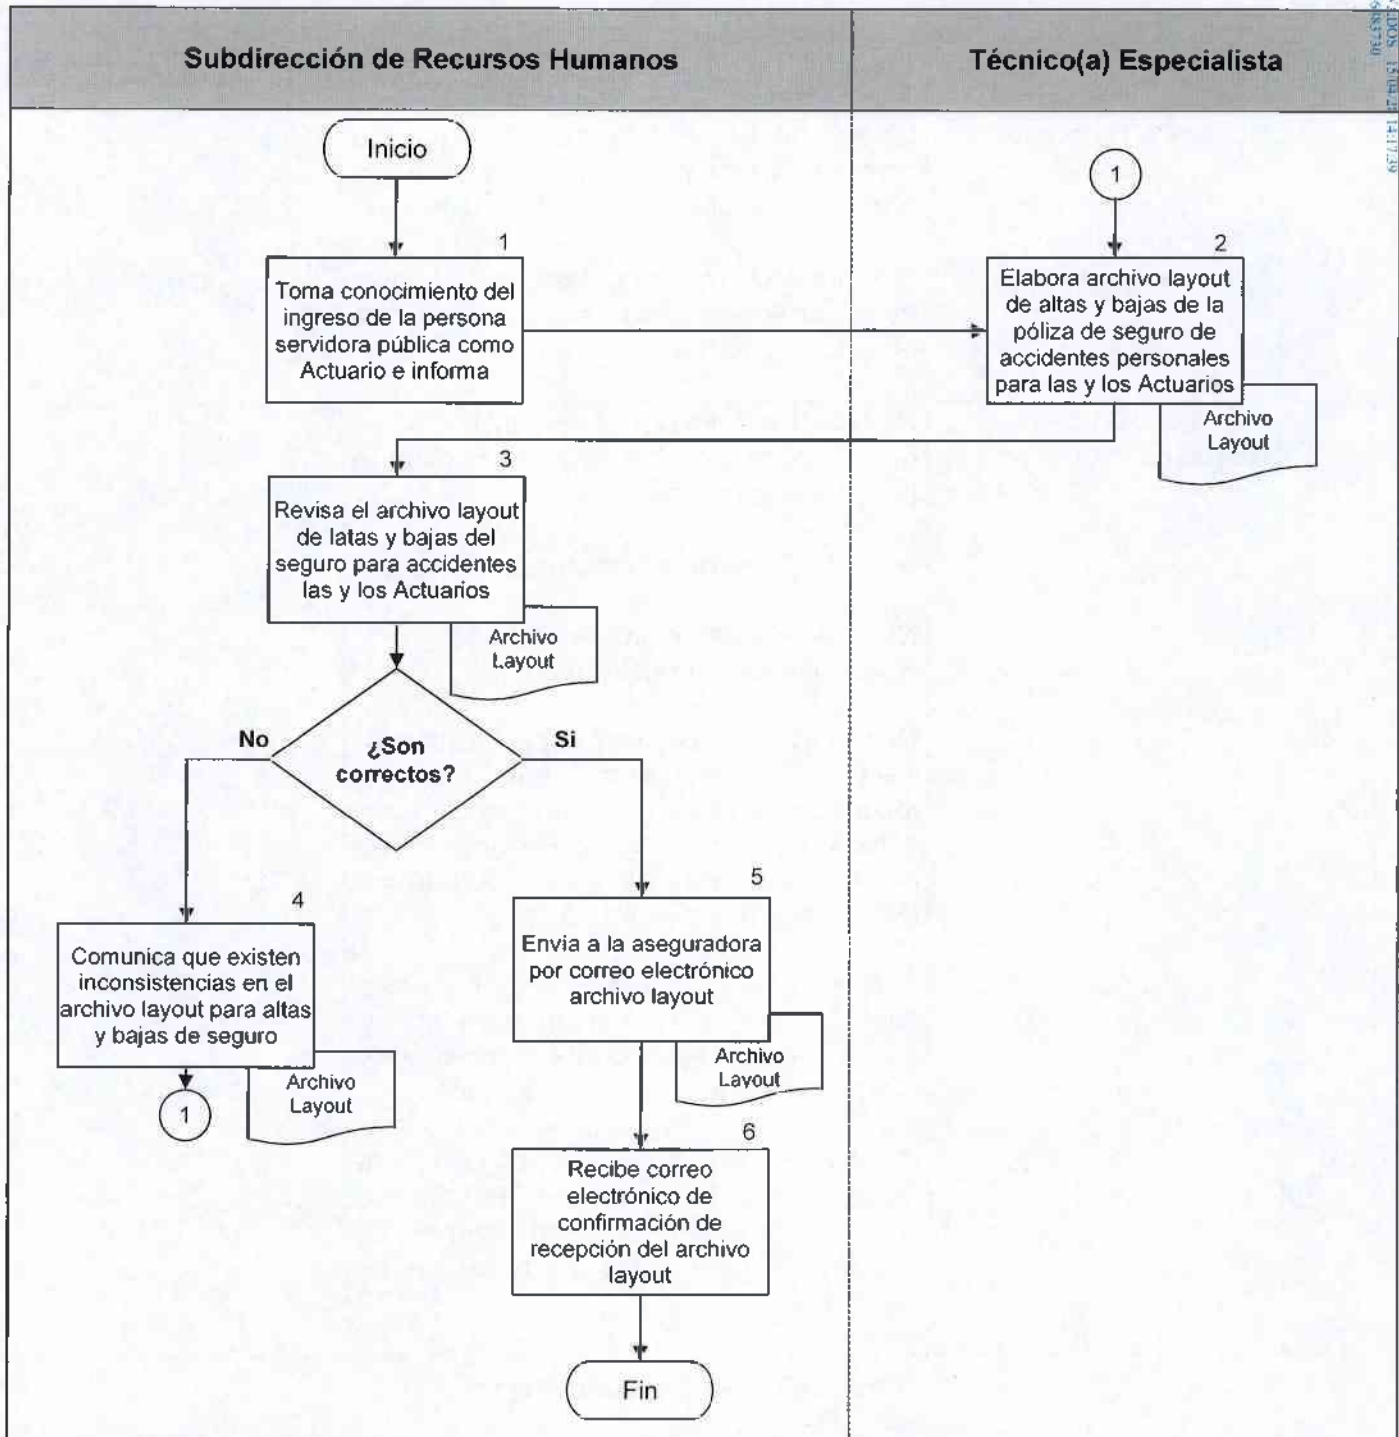 Subdirección de Recursos Humanos
Técnico(a) Especialista
Inicio
1
1
Toma conocimiento del
ingreso de la persona
servidora pública como
Actuario e informa
2
Elabora archivo layout
de altas y bajas de la
póliza de seguro de
accidentes personales
para las y los Actuarios
Archivo
Layout
3
Revisa el archivo layout
de latas y bajas del
seguro para accidentes
las y los Actuarios
Archivo
Layout
No
¿Son
correctos?
Si
4
Comunica que existen
inconsistencias en el
archivo layout para altas
y bajas de seguro
Archivo
Layout
1
5
Envia a la aseguradora
por correo electrónico
archivo layout
Archivo
Layout
6
Recibe correo
electrónico de
confirmación de
recepción del archivo
layout
Fin